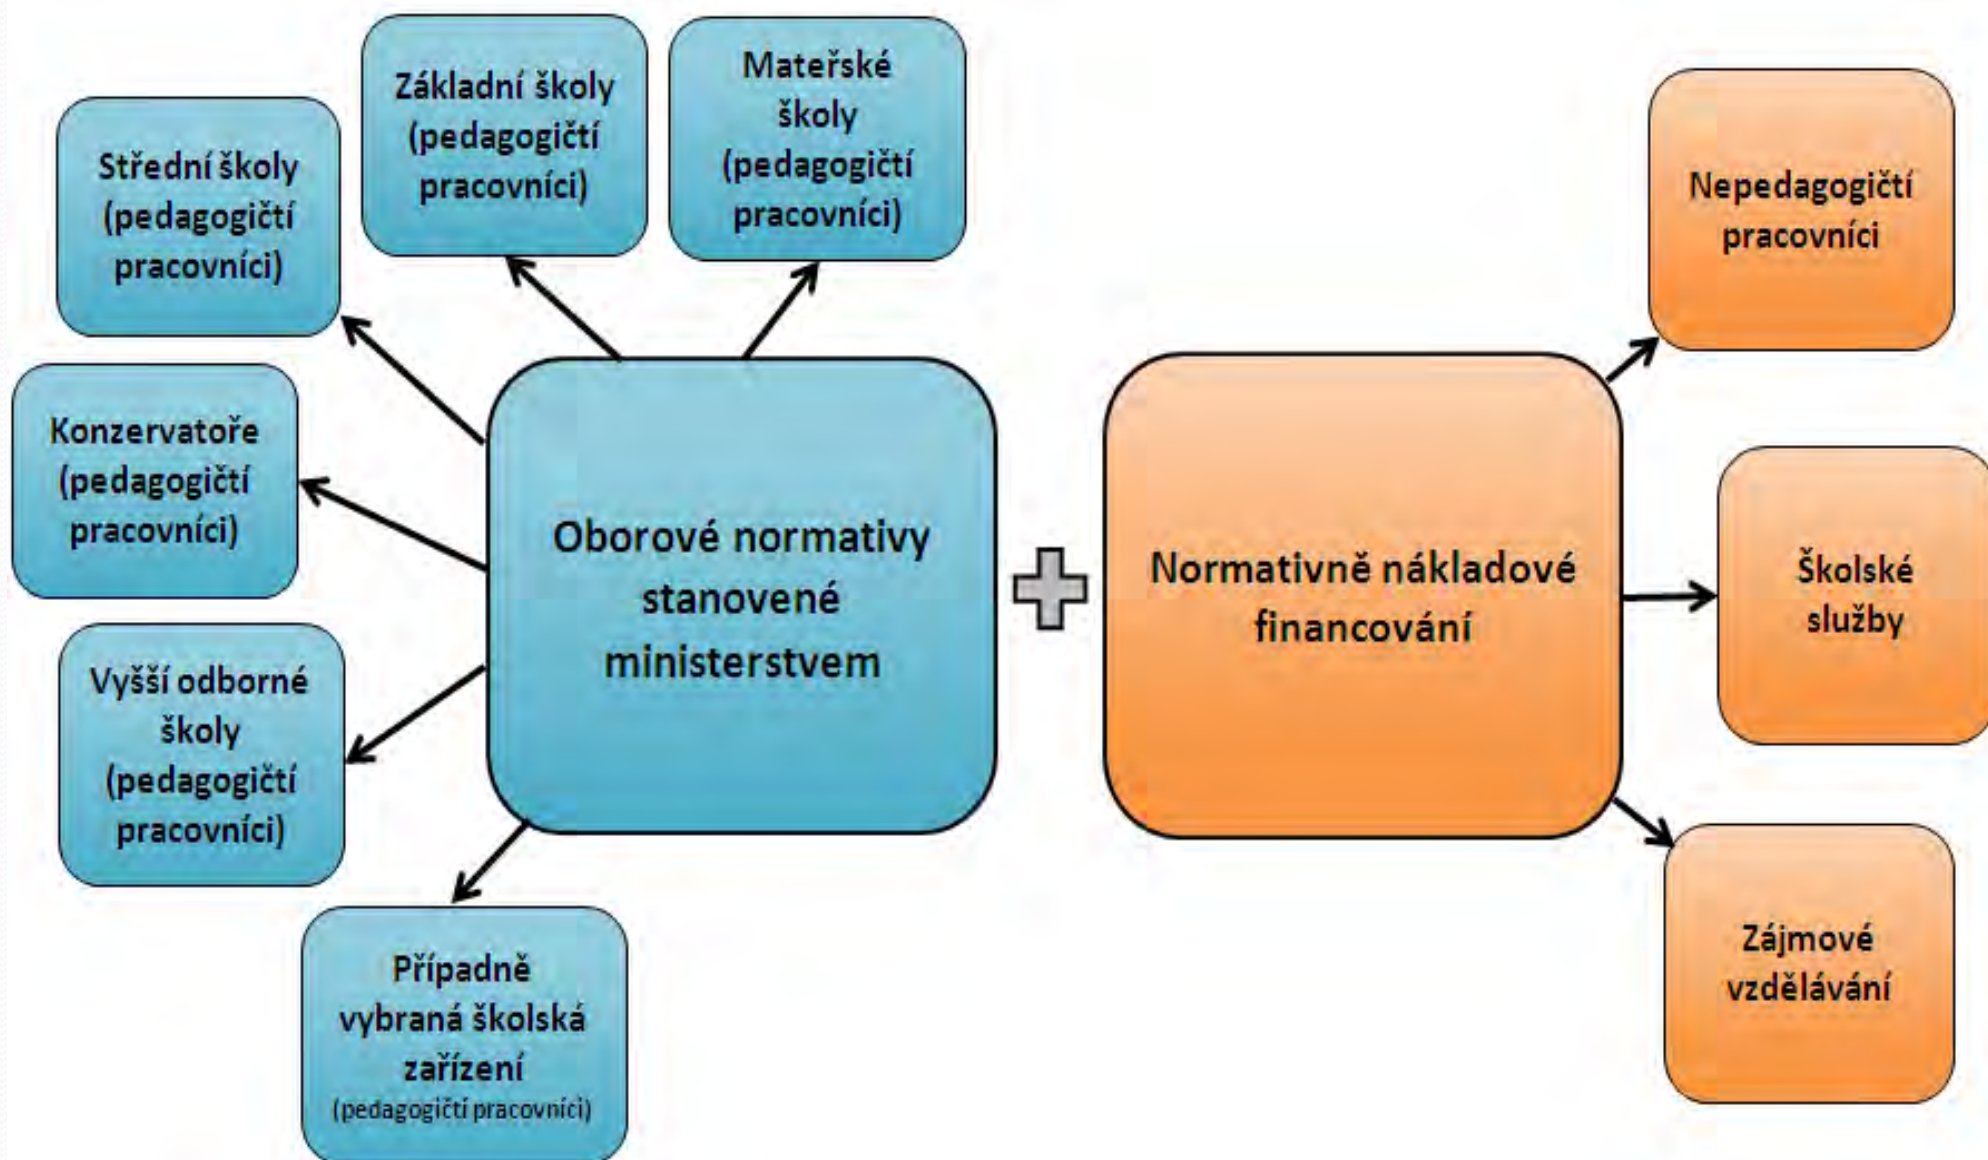 Základní školy
(pedagogičtí
pracovníci)
Mateřské
školy
(pedagogičtí
pracovníci)
Střední školy
(pedagogičtí
pracovníci)
Konzervatoře
(pedagogičtí
pracovníci)
Vyšší odborné
školy
(pedagogičtí
pracovníci)
Případně
vybraná školská
zařízení
(pedagogičtí pracovníci)
Oborové normativy
stanovené
ministerstvem
Normativně nákladové
financování
Nepedagogičtí
pracovníci
Školské
služby
Zájmové
vzdělávání